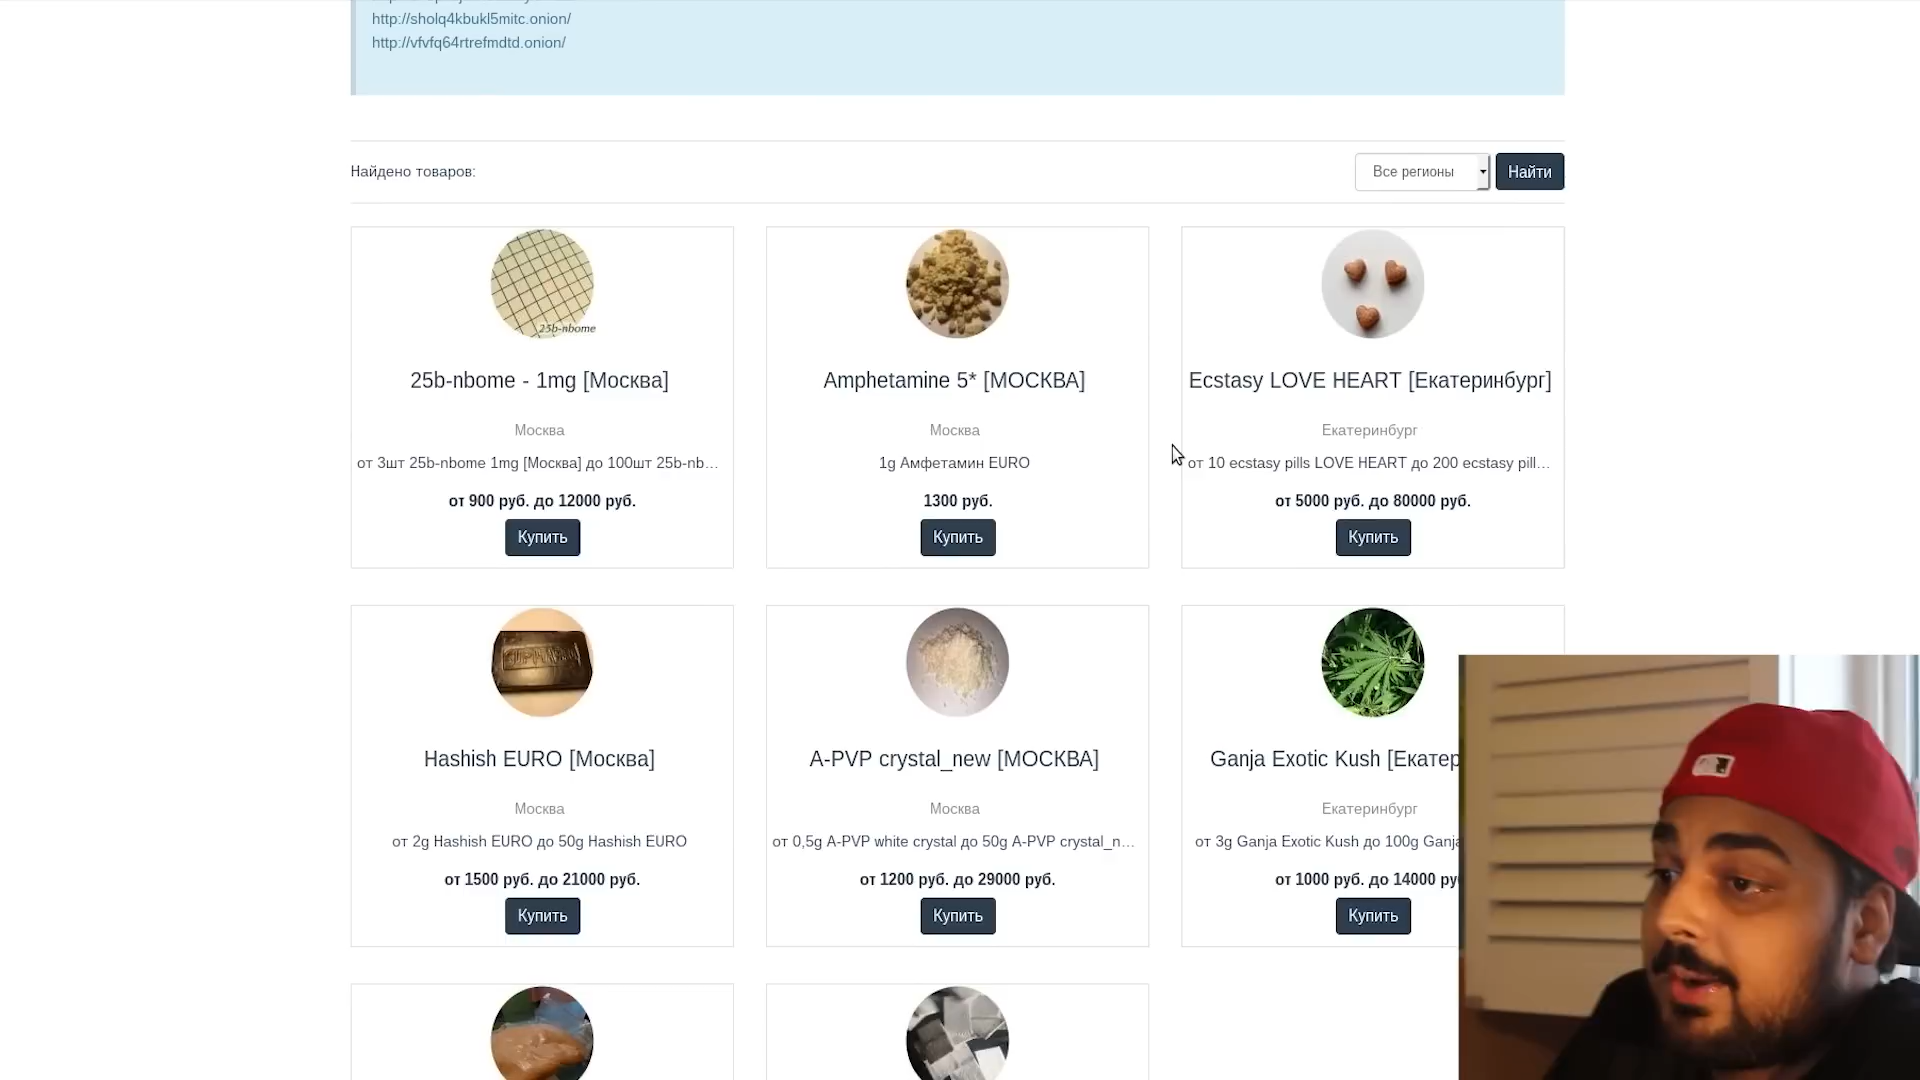 http://sholq4kbukl5mitc.onion/
http://vfvfq64rtrefmdtd.onion/
Найдено товаров:
Все регионы
Найти
25b-nbome
25b-nbome - 1mg [Москва]
Москва
от 3шт 25b-nbome 1mg [Москва] до 100шт 25b-nb...
от 900 руб. до 12000 руб.
Купить
Amphetamine 5* [МОСКВА]
Москва
1g Амфетамин EURO
1300 руб.
Купить
Ecstasy LOVE HEART [Екатеринбург]
Екатеринбург
от 10 ecstasy pills LOVE HEART до 200 ecstasy pill...
от 5000 руб. до 80000 руб.
Купить
Hashish EURO [Москва]
Москва
от 2g Hashish EURO до 50g Hashish EURO
от 1500 руб. до 21000 руб.
Купить
A-PVP crystal_new [МОСКВА]
Москва
от 0,5g A-PVP white crystal до 50g A-PVP crystal_n...
от 1200 руб. до 29000 руб.
Купить
Ganja Exotic Kush [Екатер
Екатеринбург
от 3g Ganja Exotic Kush до 100g Ganja
от 1000 руб. до 14000 ру
Купить